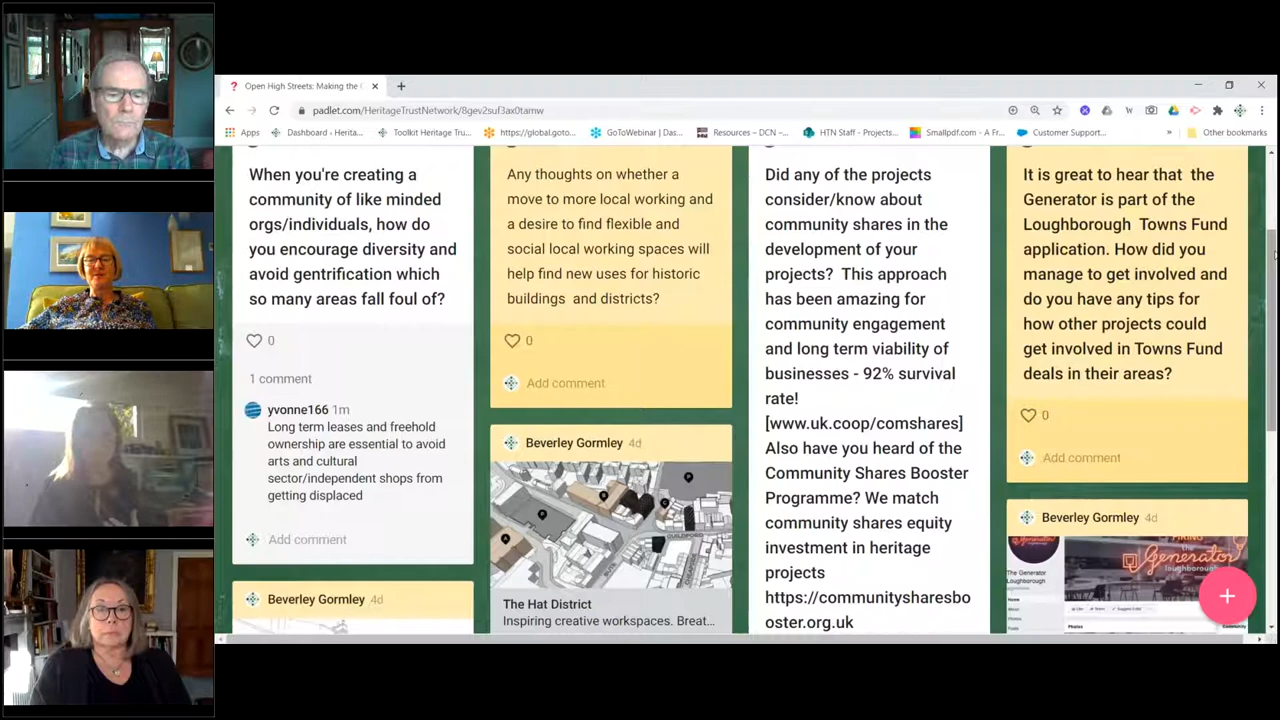 Open High Streets: Making the
padlet.com/HeritageTrustNetwork/8gev2suf3ax0tamw
Apps
Dashboard ‹ Herita...
Toolkit Heritage Tru...
https://global.goto...
GoToWebinar | Das...
Resources – DCN –...
HTN Staff - Projects...
Smallpdf.com - A Fr...
Customer Support...
»
Other bookmarks
When you're creating a
community of like minded
orgs/individuals, how do
you encourage diversity and
avoid gentrification which
so many areas fall foul of?
0
1 comment
yvonne166 1m
Long term leases and freehold
ownership are essential to avoid
arts and cultural
sector/independent shops from
getting displaced
Add comment
Beverley Gormley 4d
Any thoughts on whether a
move to more local working and
a desire to find flexible and
social local working spaces will
help find new uses for historic
buildings and districts?
0
Add comment
Beverley Gormley 4d
GUILDFORD
The Hat District
Inspiring creative workspaces. Breat...
Did any of the projects
consider/know about
community shares in the
development of your
projects? This approach
has been amazing for
community engagement
and long term viability of
businesses - 92% survival
rate!
[www.uk.coop/comshares]
Also have you heard of the
Community Shares Booster
Programme? We match
community shares equity
investment in heritage
projects
https://communitysharesbo
oster.org.uk
It is great to hear that the
Generator is part of the
Loughborough Towns Fund
application. How did you
manage to get involved and
do you have any tips for
how other projects could
get involved in Towns Fund
deals in their areas?
0
Add comment
Beverley Gormley 4d
FIRING
the
Generator
loughborough
The Generator
Loughborough